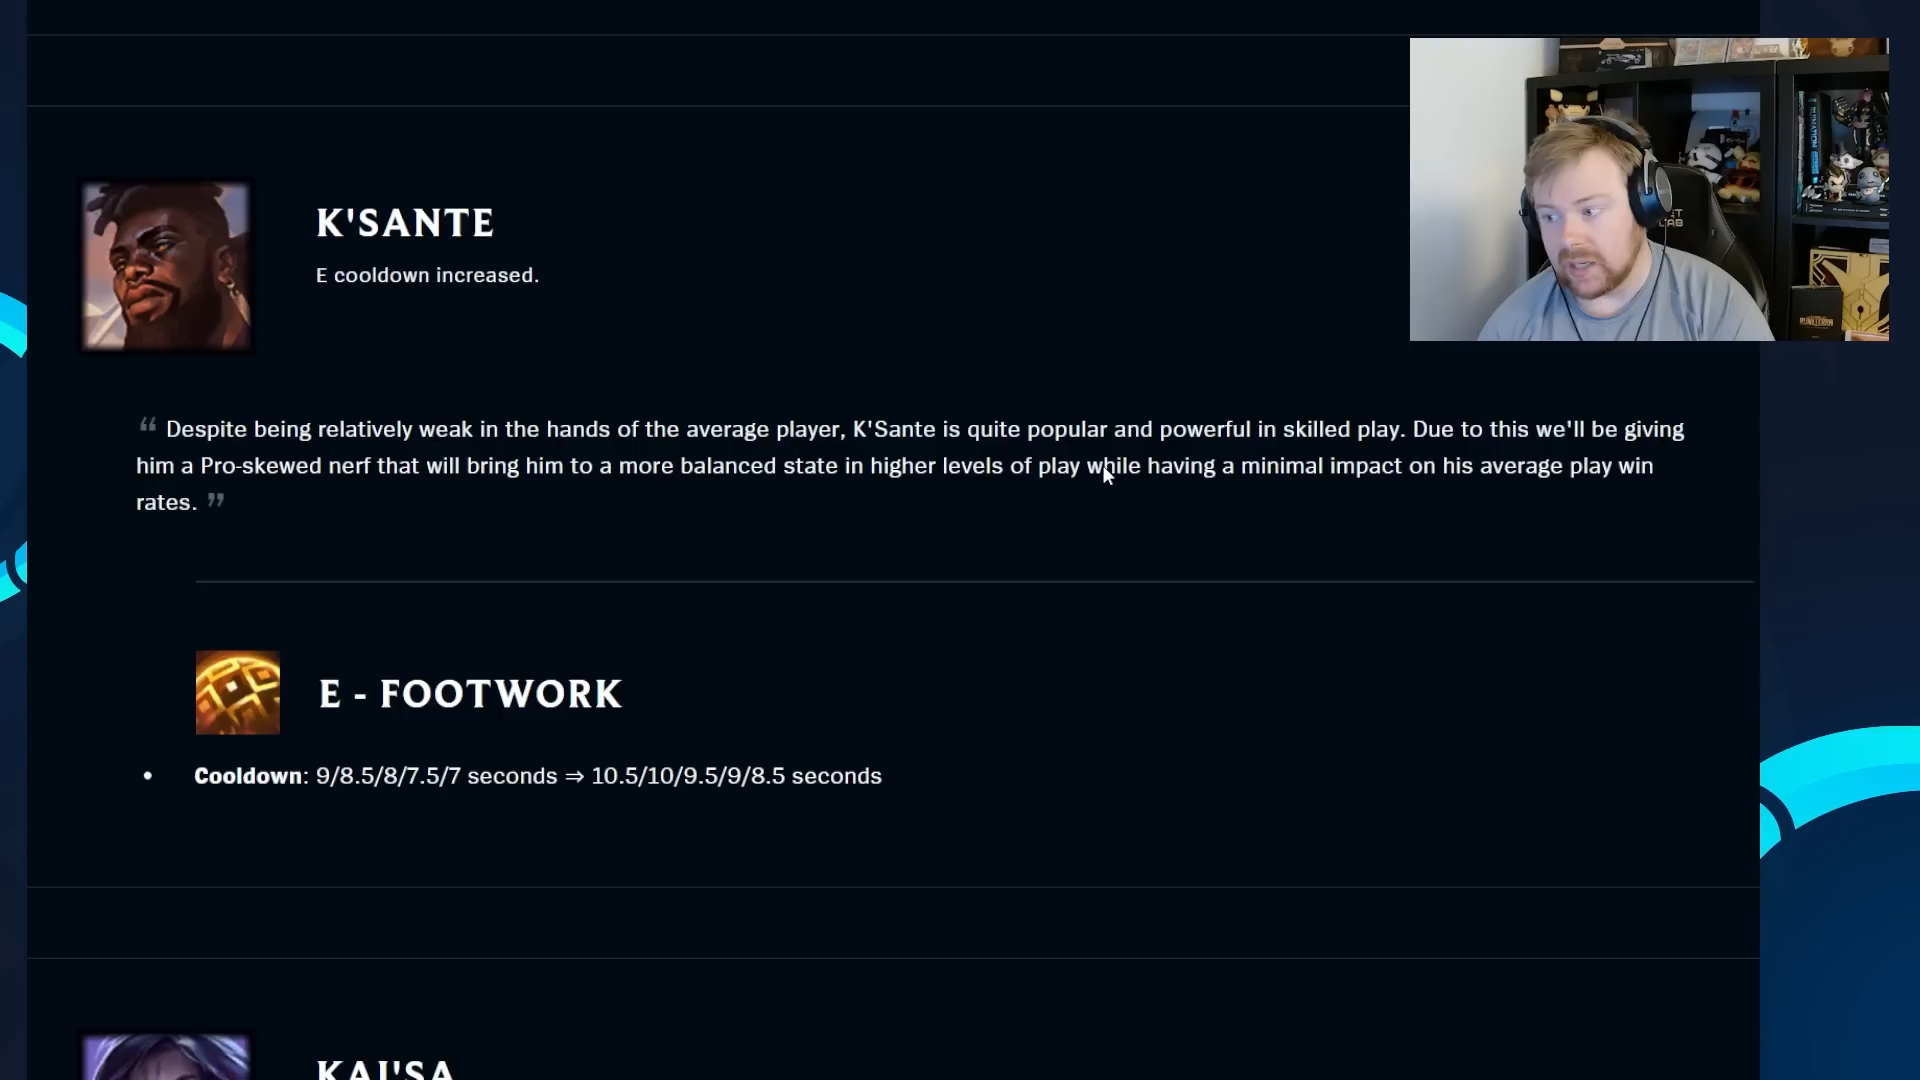 K'SANTE
E cooldown increased.
“ Despite being relatively weak in the hands of the average player, K'Sante is quite popular and powerful in skilled play. Due to this we'll be giving
him a Pro-skewed nerf that will bring him to a more balanced state in higher levels of play while having a minimal impact on his average play win
rates. ”
E - FOOTWORK
• Cooldown: 9/8.5/8/7.5/7 seconds ⇒ 10.5/10/9.5/9/8.5 seconds
KAI'SA